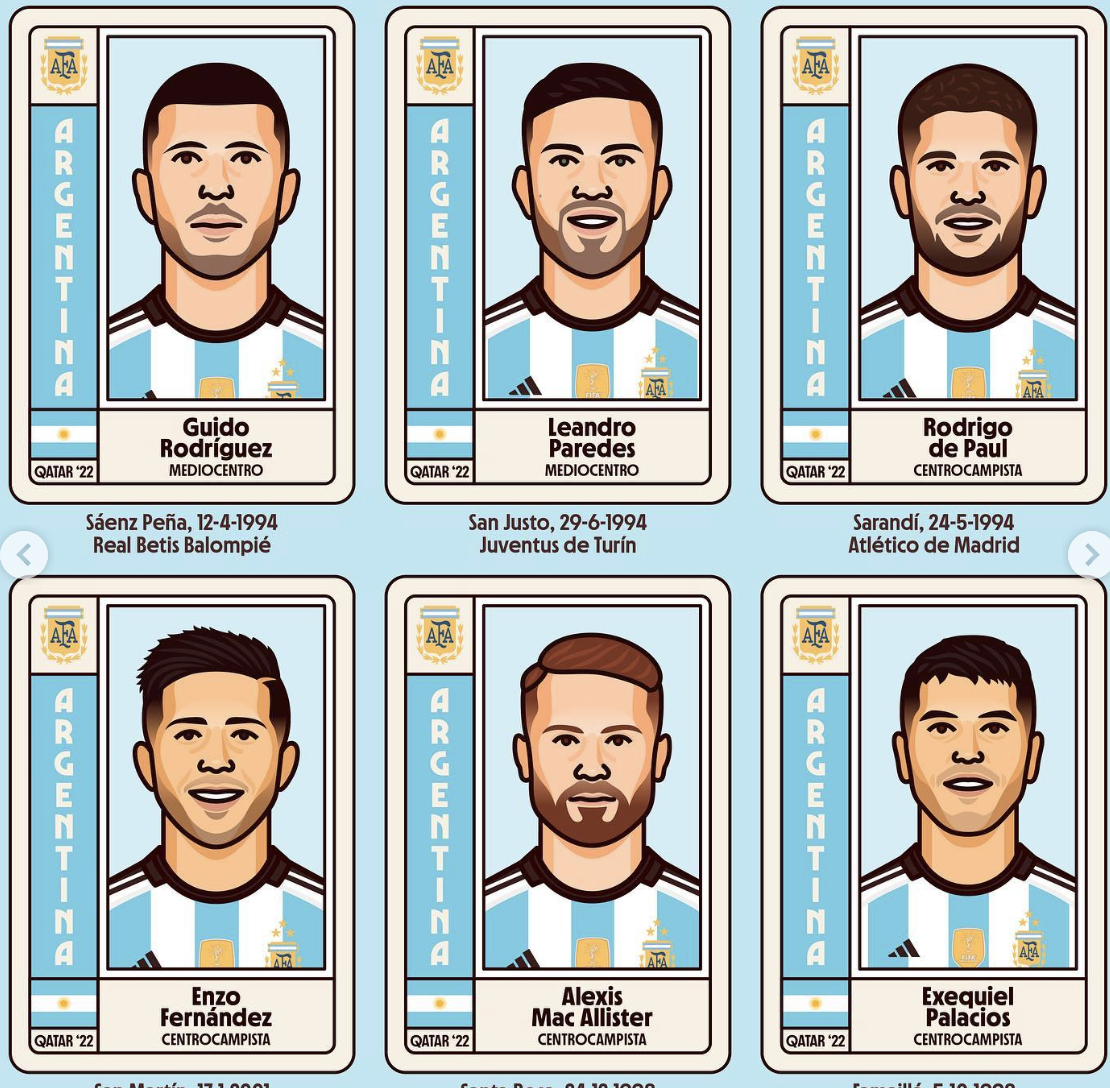 AFA
ARGENTINA
Guido
Rodríguez
MEDIOCENTRO
QATAR ‘22
Sáenz Peña, 12-4-1994
Real Betis Balompié
AFA
ARGENTINA
Leandro
Paredes
MEDIOCENTRO
QATAR ‘22
San Justo, 29-6-1994
Juventus de Turín
AFA
ARGENTINA
Rodrigo
de Paul
CENTROCAMPISTA
QATAR ‘22
Sarandí, 24-5-1994
Atlético de Madrid
AFA
ARGENTINA
Enzo
Fernández
CENTROCAMPISTA
QATAR ‘22
AFA
ARGENTINA
Alexis
Mac Allister
CENTROCAMPISTA
QATAR ‘22
AFA
ARGENTINA
Exequiel
Palacios
CENTROCAMPISTA
QATAR ‘22